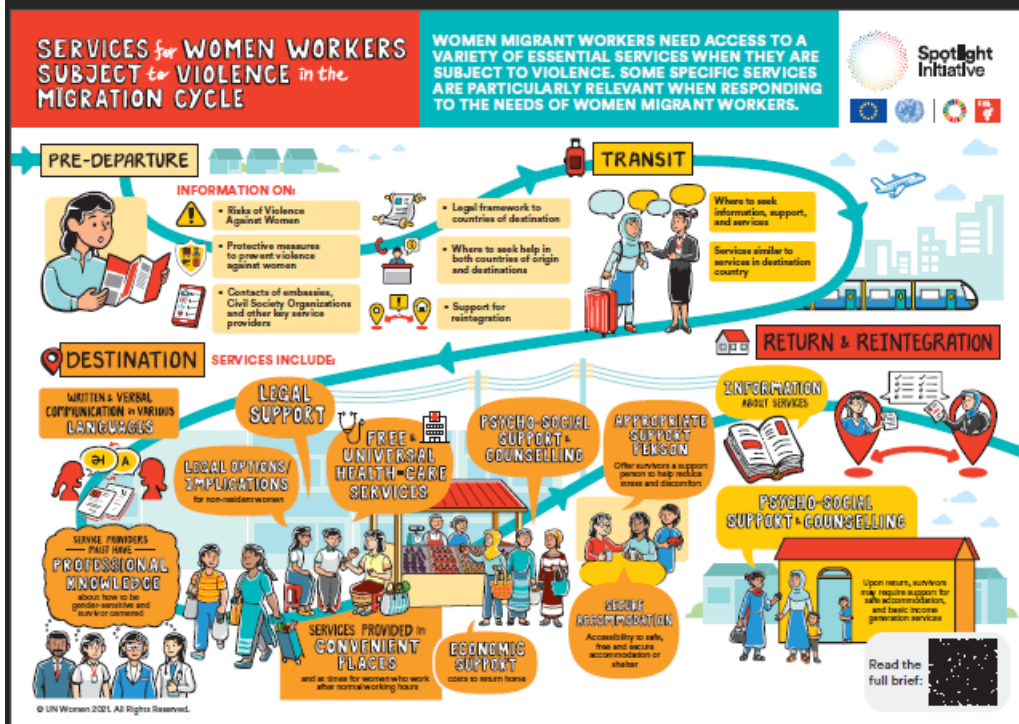 SERVICES for WOMEN WORKERS
SUBJECT to VIOLENCE in the
MIGRATION CYCLE
WOMEN MIGRANT WORKERS NEED ACCESS TO A
VARIETY OF ESSENTIAL SERVICES WHEN THEY ARE
SUBJECT TO VIOLENCE. SOME SPECIFIC SERVICES
ARE PARTICULARLY RELEVANT WHEN RESPONDING
TO THE NEEDS OF WOMEN MIGRANT WORKERS.
Spotlight
Initiative
PRE-DEPARTURE
INFORMATION ON:
• Risks of Violence
Against Women
• Protective measures
to prevent violence
against women
• Contacts of embassies,
Civil Society Organizations
and other key service
providers
• Legal framework to
countries of destination
• Where to seek help in
both countries of origin
and destinations
• Support for
reintegration
TRANSIT
Where to seek
information, support,
and services
Services similar to
services in destination
country
DESTINATION
SERVICES INCLUDE:
WRITTEN & VERBAL
COMMUNICATION in VARIOUS
LANGUAGES
A
LEGAL
SUPPORT
LEGAL OPTIONS/
IMPLICATIONS
for non-resident women
FREE &
UNIVERSAL
HEALTH-CARE
SERVICES
PSYCHO-SOCIAL
SUPPORT &
COUNSELLING
APPROPRIATE
SUPPORT
PERSON
Offer survivors a support
person to help reduce
stress and discomfort
SERVICE PROVIDERS
MUST HAVE
PROFESSIONAL
KNOWLEDGE
about how to be
gender-sensitive and
survivor centered
SERVICES PROVIDED in
CONVENIENT
PLACES
and at times for women who work
after normal working hours
ECONOMIC
SUPPORT
costs to return home
SECURE
ACCOMMODATION
Accessibility to safe,
free and secure
accommodation or
shelter
RETURN & REINTEGRATION
INFORMATION
ABOUT SERVICES
PSYCHO-SOCIAL
SUPPORT & COUNSELLING
Upon return, survivors
may require support for
safe accommodation,
and basic income
generation services
Read the
full brief:
© UN Women 2021. All Rights Reserved.